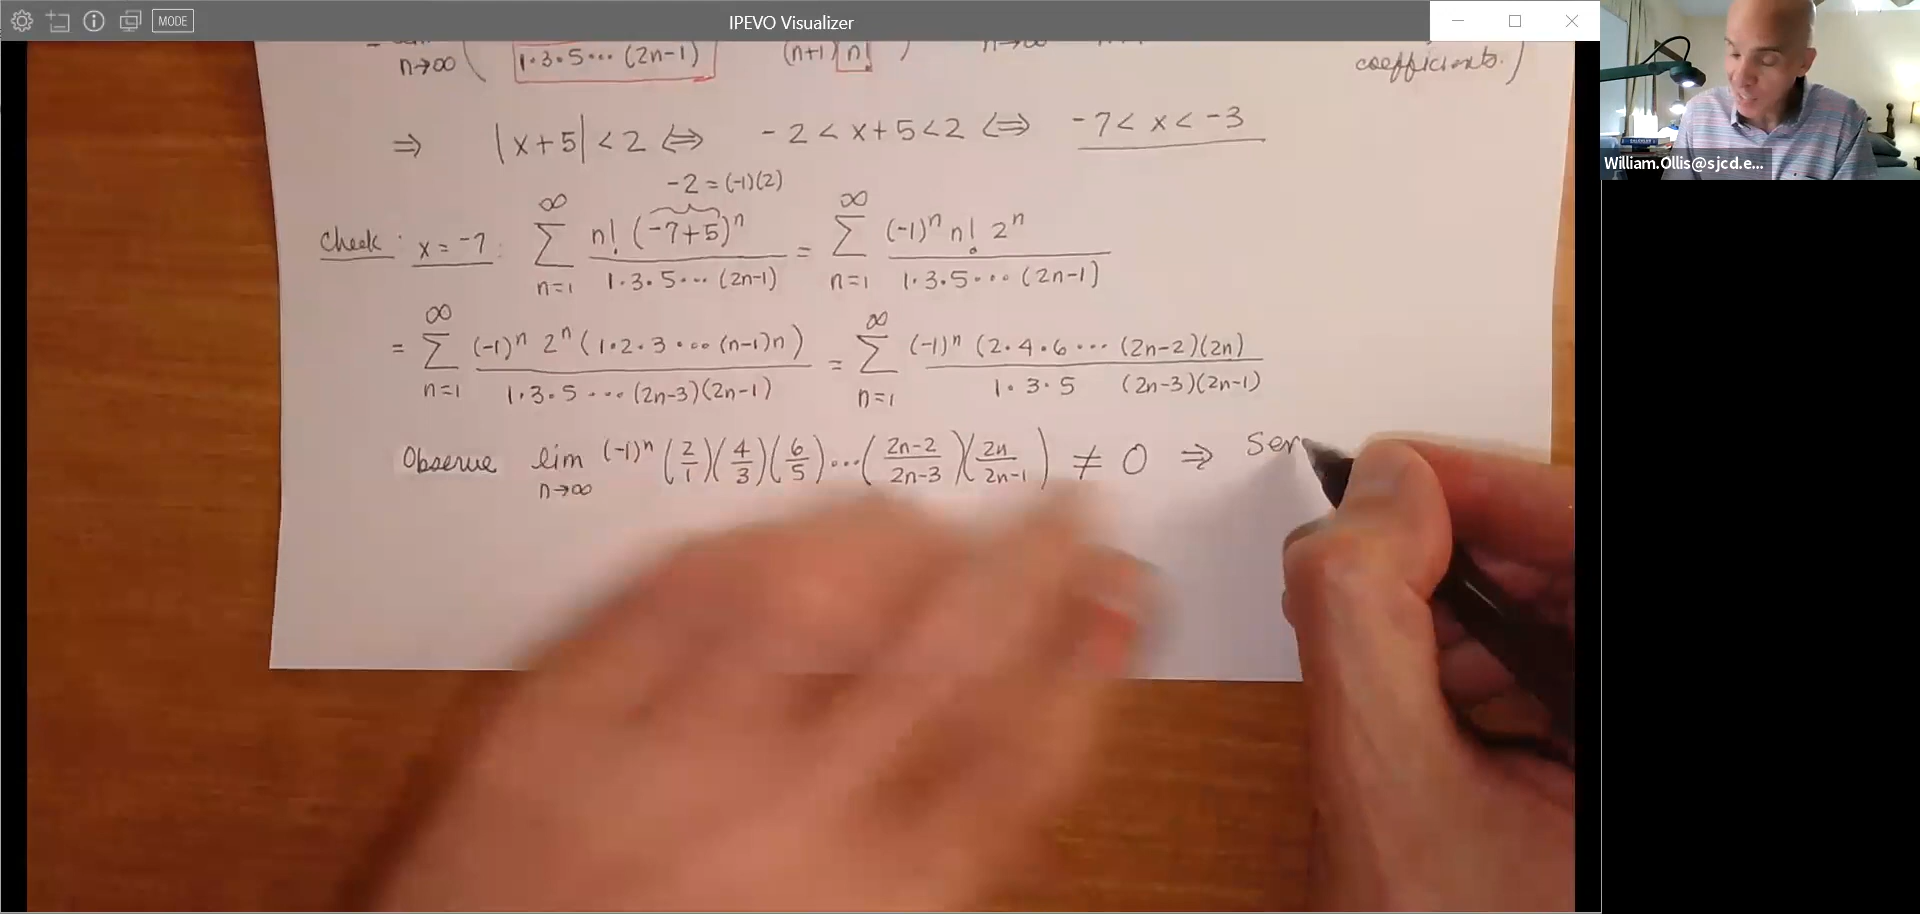 MODE
IPEVO Visualizer
n→∞ ( 1·3·5··· (2n-1) (n+1) n! ) n→∞
coefficients.)
⇒ |x+5| < 2 ⟺ -2 < x+5 < 2 ⟺ -7 < x < -3
-2 = (-1)(2)
Check: x = -7: ∞ Σ n=1 n! (-7+5)^n / 1·3·5··· (2n-1) = ∞ Σ n=1 (-1)^n n! 2^n / 1·3·5··· (2n-1)
= ∞ Σ n=1 (-1)^n 2^n (1·2·3···· (n-1)n) / 1·3·5···· (2n-3)(2n-1) = ∞ Σ n=1 (-1)^n (2·4·6··· (2n-2)(2n) / 1·3·5 (2n-3)(2n-1)
Observe lim n→∞ (-1)^n (2/1)(4/3)(6/5)···(2n-2/2n-3)(2n/2n-1) ≠ 0 ⇒ Ser
William.Ollis@sjcd.e...